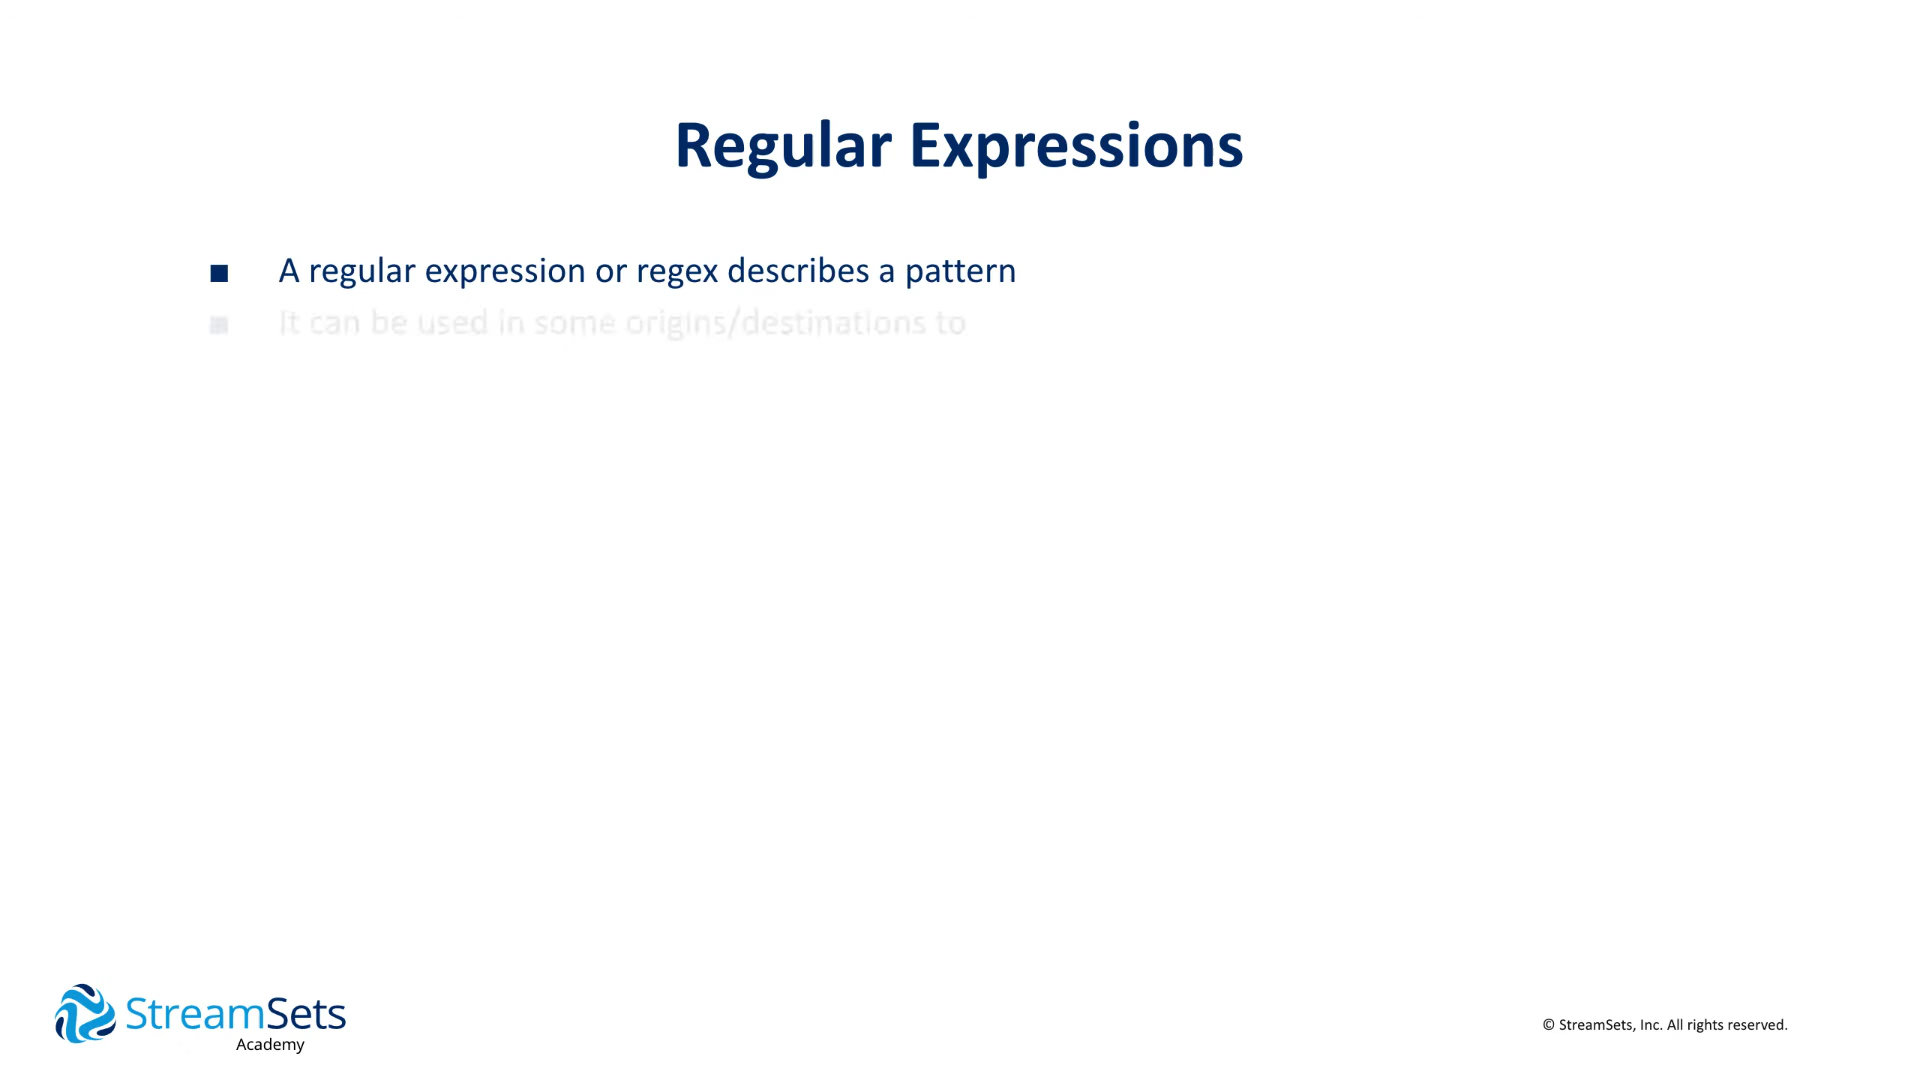 Regular Expressions
■ A regular expression or regex describes a pattern
■ It can be used in some origins/destinations to
StreamSets
Academy
© StreamSets, Inc. All rights reserved.